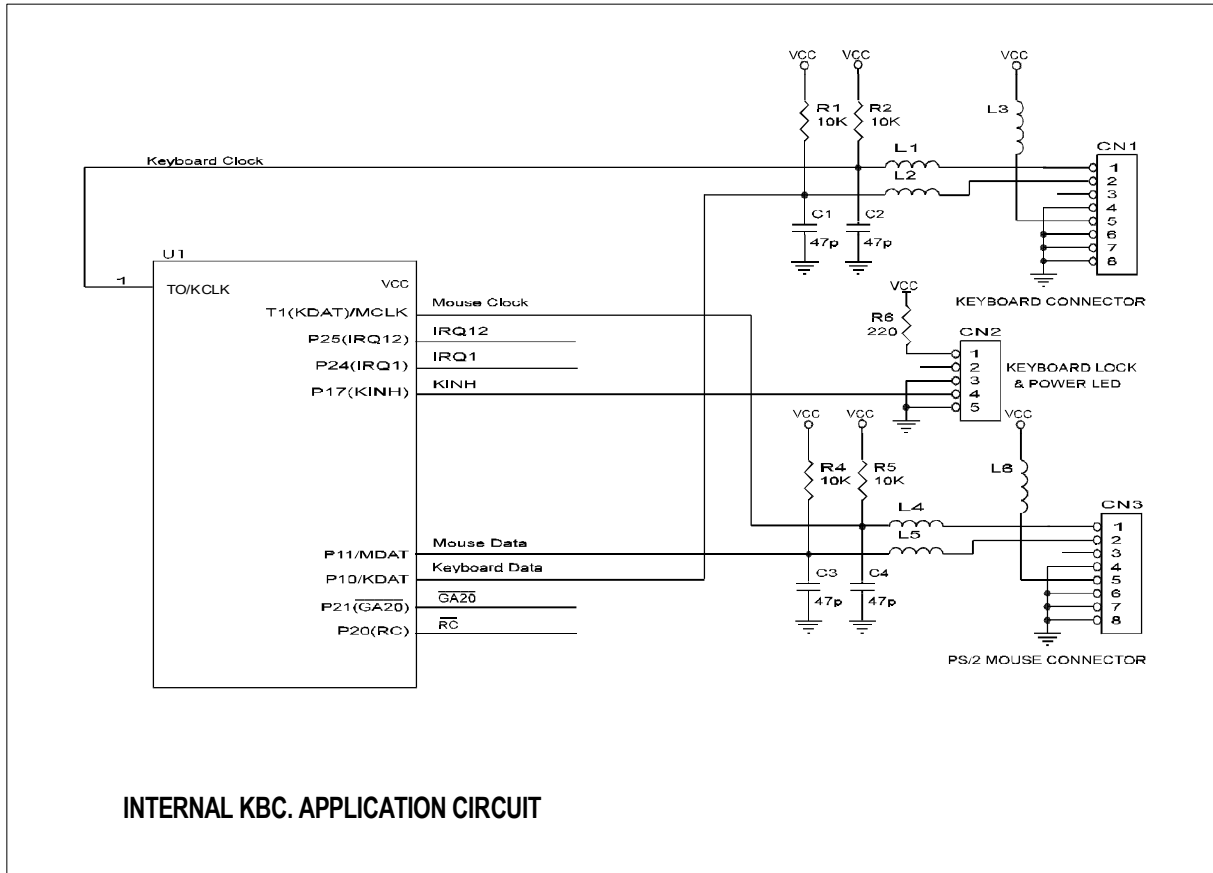 VCC VCC VCC
R1 R2 L3
10K 10K
CN1
Keyboard Clock L1 1
L2 2
3
C1 C2 4
5
47p 47p 6
7
8
U1
1 TO/KCLK VCC
KEYBOARD CONNECTOR
T1(KDAT)/MCLK Mouse Clock
VCC
R6
220
CN2
P25(IRQ12) IRQ12
P24(IRQ1) IRQ1
P17(KINH) KINH
1
2
3
4
5
KEYBOARD LOCK
& POWER LED
VCC VCC VCC
R4 R5 L6
10K 10K
CN3
L4 1
L5 2
3
4
5
6
7
8
P11/MDAT Mouse Data
P10/KDAT Keyboard Data
C3 C4
47p 47p
P21(GA20) GA20
P20(RC) RC
PS/2 MOUSE CONNECTOR
INTERNAL KBC. APPLICATION CIRCUIT